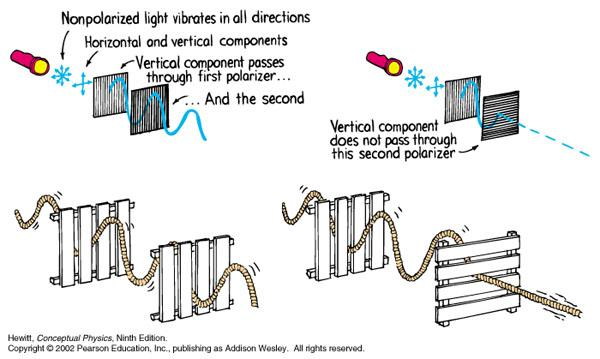 Nonpolarized light vibrates in all directions
Horizontal and vertical components
Vertical component passes
through first polarizer...
... And the second
Vertical component
does not pass through
this second polarizer
Hewitt, Conceptual Physics, Ninth Edition.
Copyright © 2002 Pearson Education, Inc., publishing as Addison Wesley. All rights reserved.